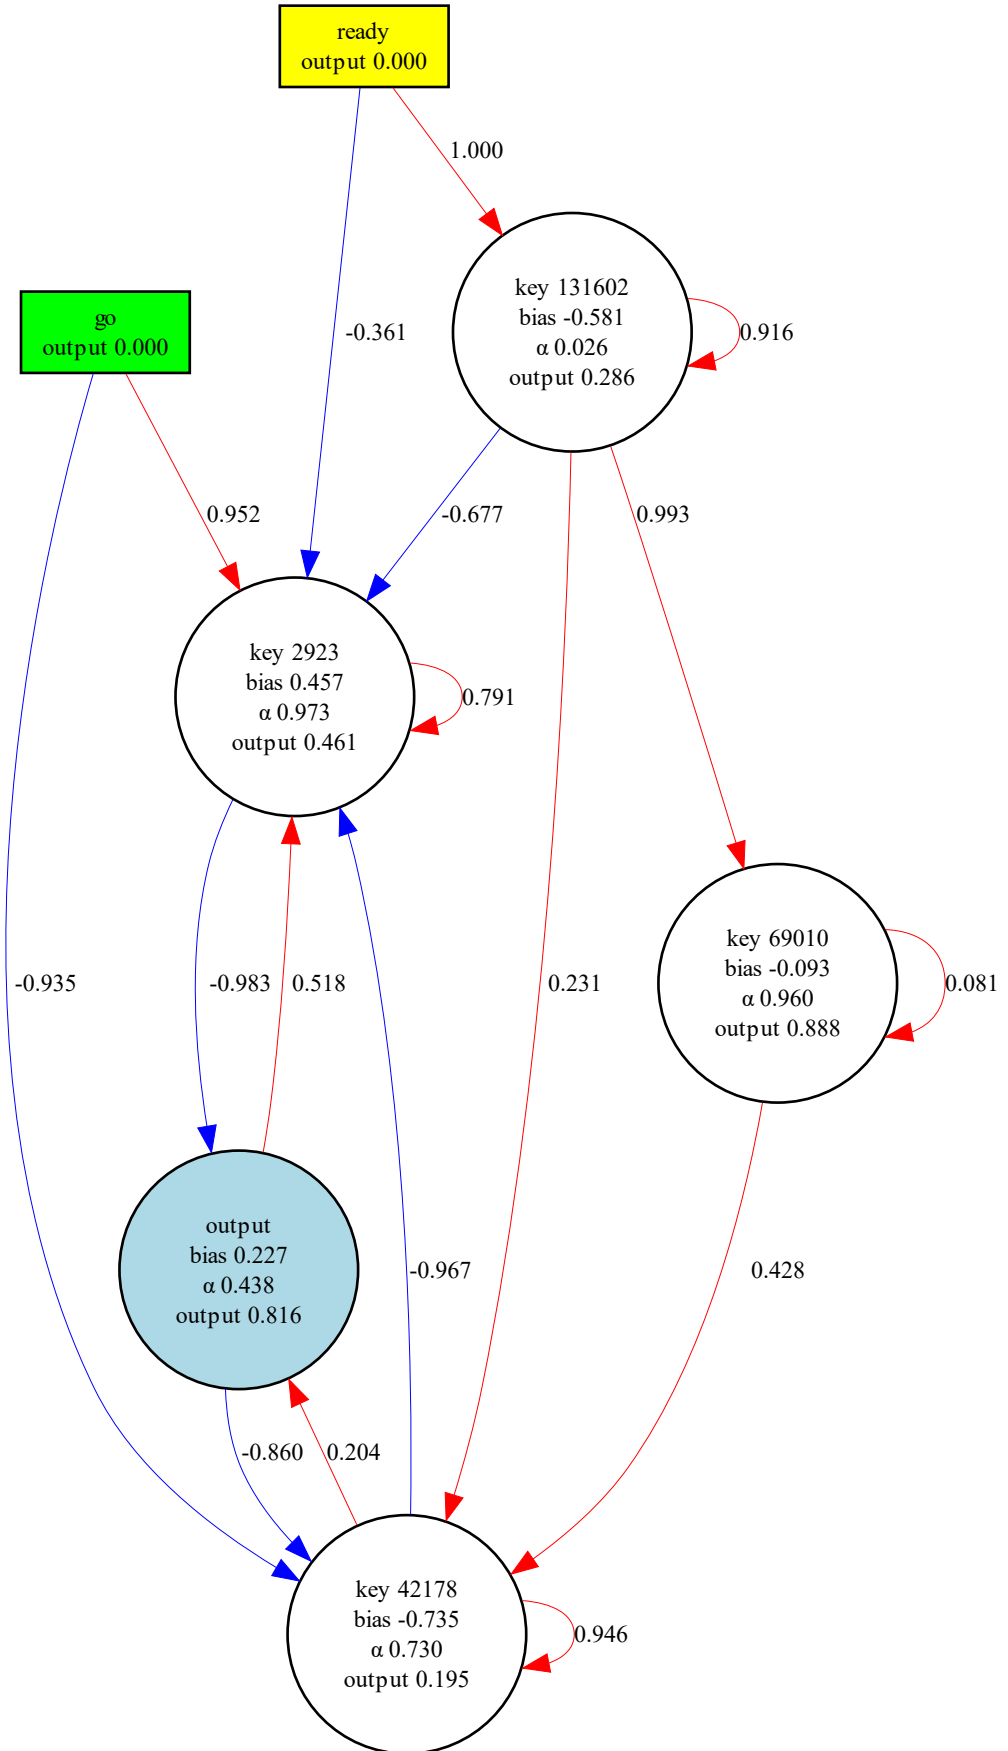 ready
output 0.000
1.000
key 131602
bias -0.581
α 0.026
output 0.286
0.916
go
output 0.000
-0.361
0.952
-0.677
0.993
key 2923
bias 0.457
α 0.973
output 0.461
0.791
key 69010
bias -0.093
α 0.960
output 0.888
0.081
-0.935
-0.983
0.518
0.231
output
bias 0.227
α 0.438
output 0.816
-0.967
0.428
-0.860
0.204
key 42178
bias -0.735
α 0.730
output 0.195
0.946